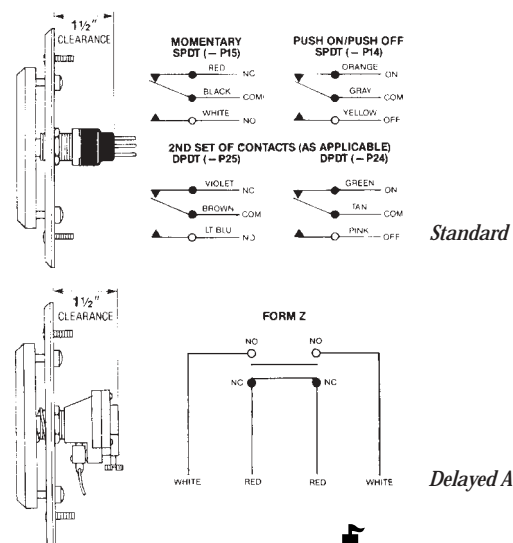 1½"
CLEARANCE
MOMENTARY
SPDT (– P15)
RED NC
BLACK COM
WHITE NO
PUSH ON/PUSH OFF
SPDT (– P14)
ORANGE ON
GRAY COM
YELLOW OFF
2ND SET OF CONTACTS (AS APPLICABLE)
DPDT (– P25)
VIOLET NC
BROWN COM
LT BLU NO
DPDT (– P24)
GREEN ON
TAN COM
PINK OFF
Standard
1½"
CLEARANCE
FORM Z
NO NO
NC NC
WHITE RED RED WHITE
Delayed A